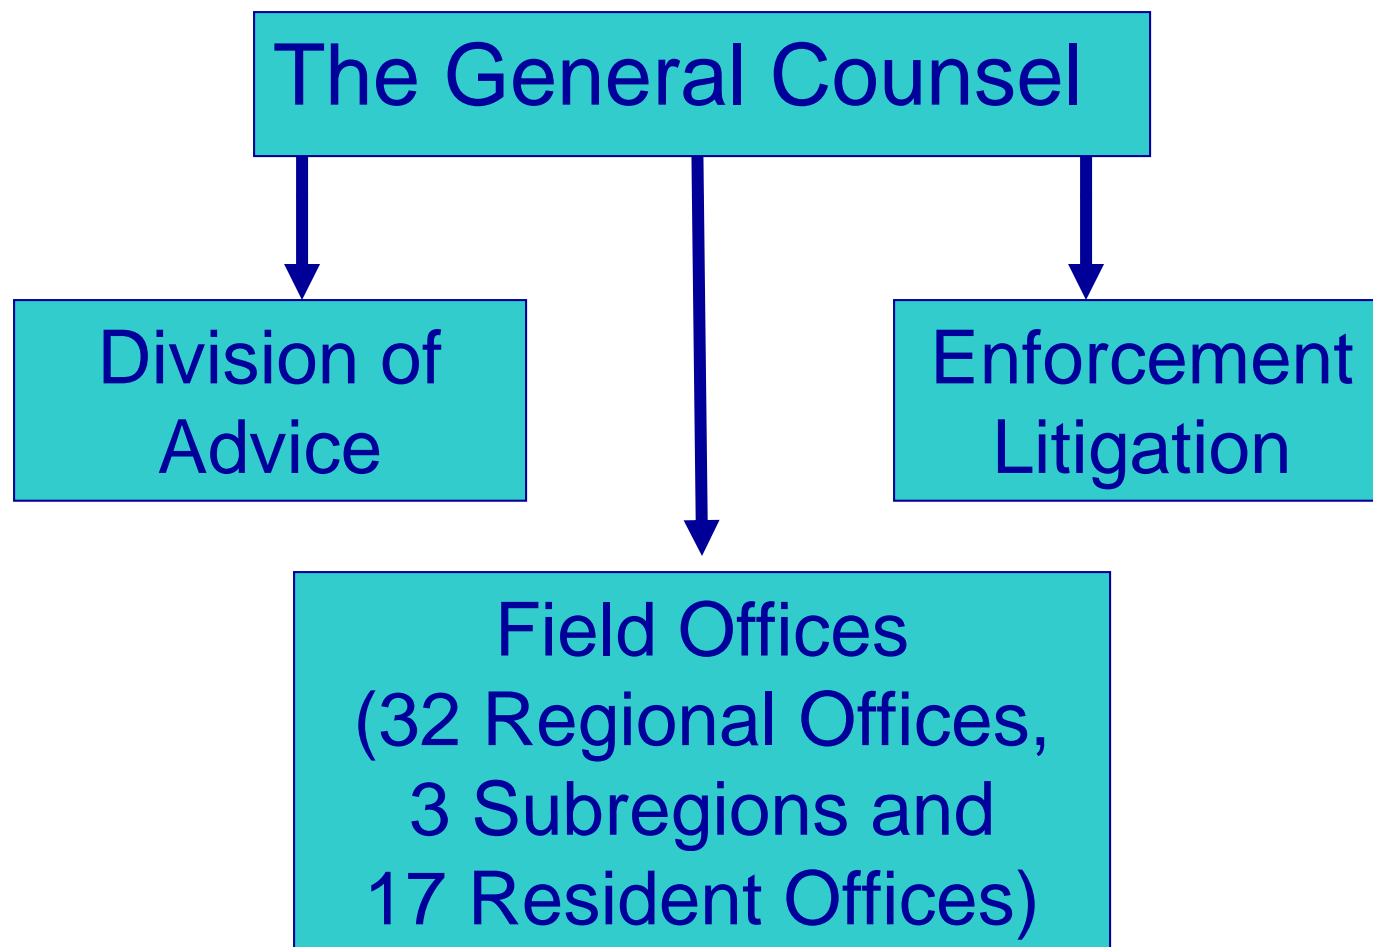 The General Counsel
Division of
Advice
Enforcement
Litigation
Field Offices
(32 Regional Offices,
3 Subregions and
17 Resident Offices)